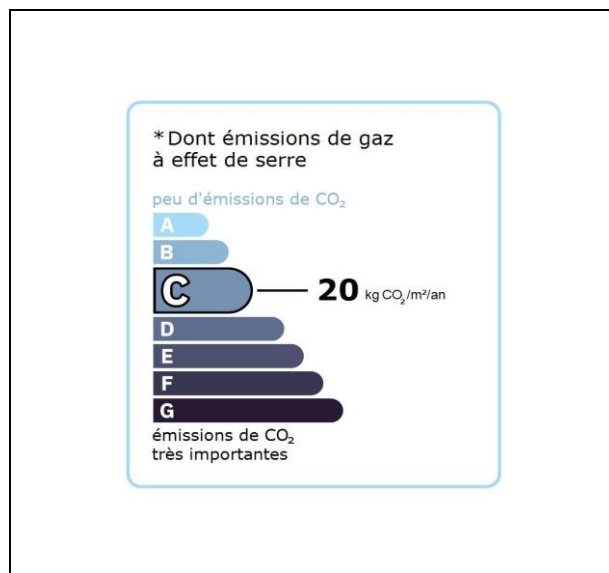 *Dont émissions de gaz
à effet de serre
peu d'émissions de CO₂
A
B
C 20 kg CO₂/m²/an
D
E
F
G
émissions de CO₂
très importantes